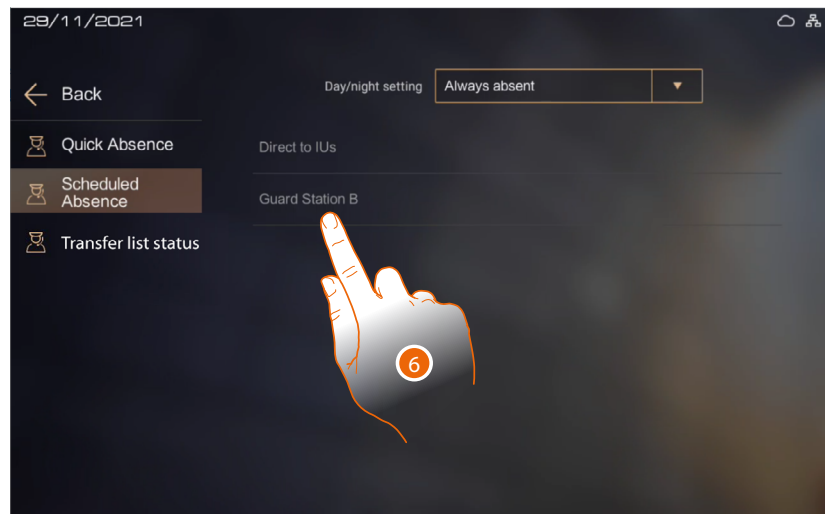 29/11/2021
Day/night setting Always absent
Back
Quick Absence
Direct to IUs
Scheduled
Absence
Guard Station B
Transfer list status
6